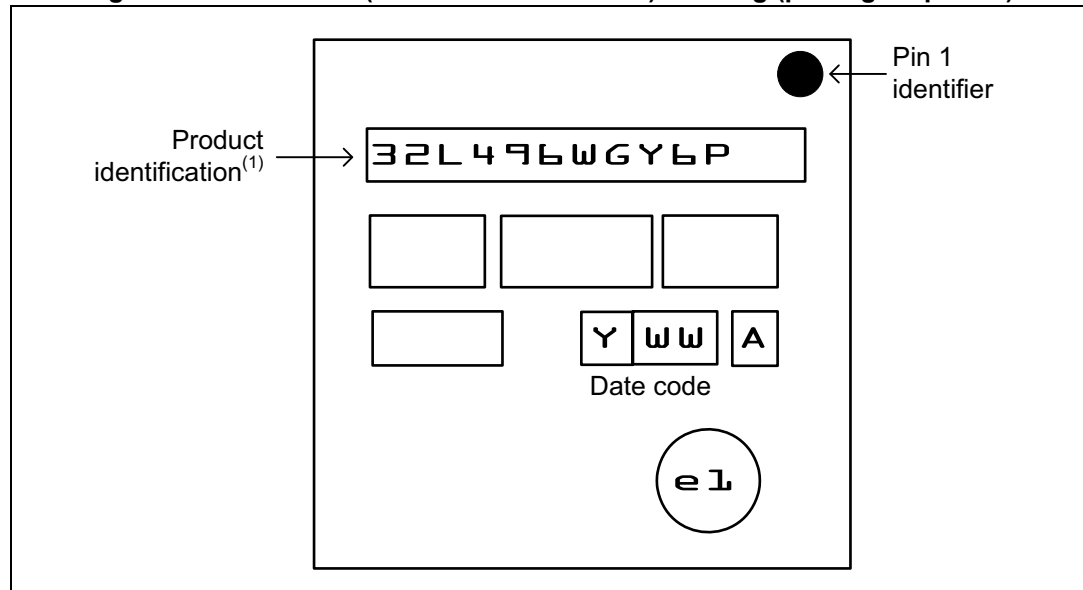 Pin 1
identifier
Product
identification(1)
32L496WGY6P
Y WW A
Date code
e1